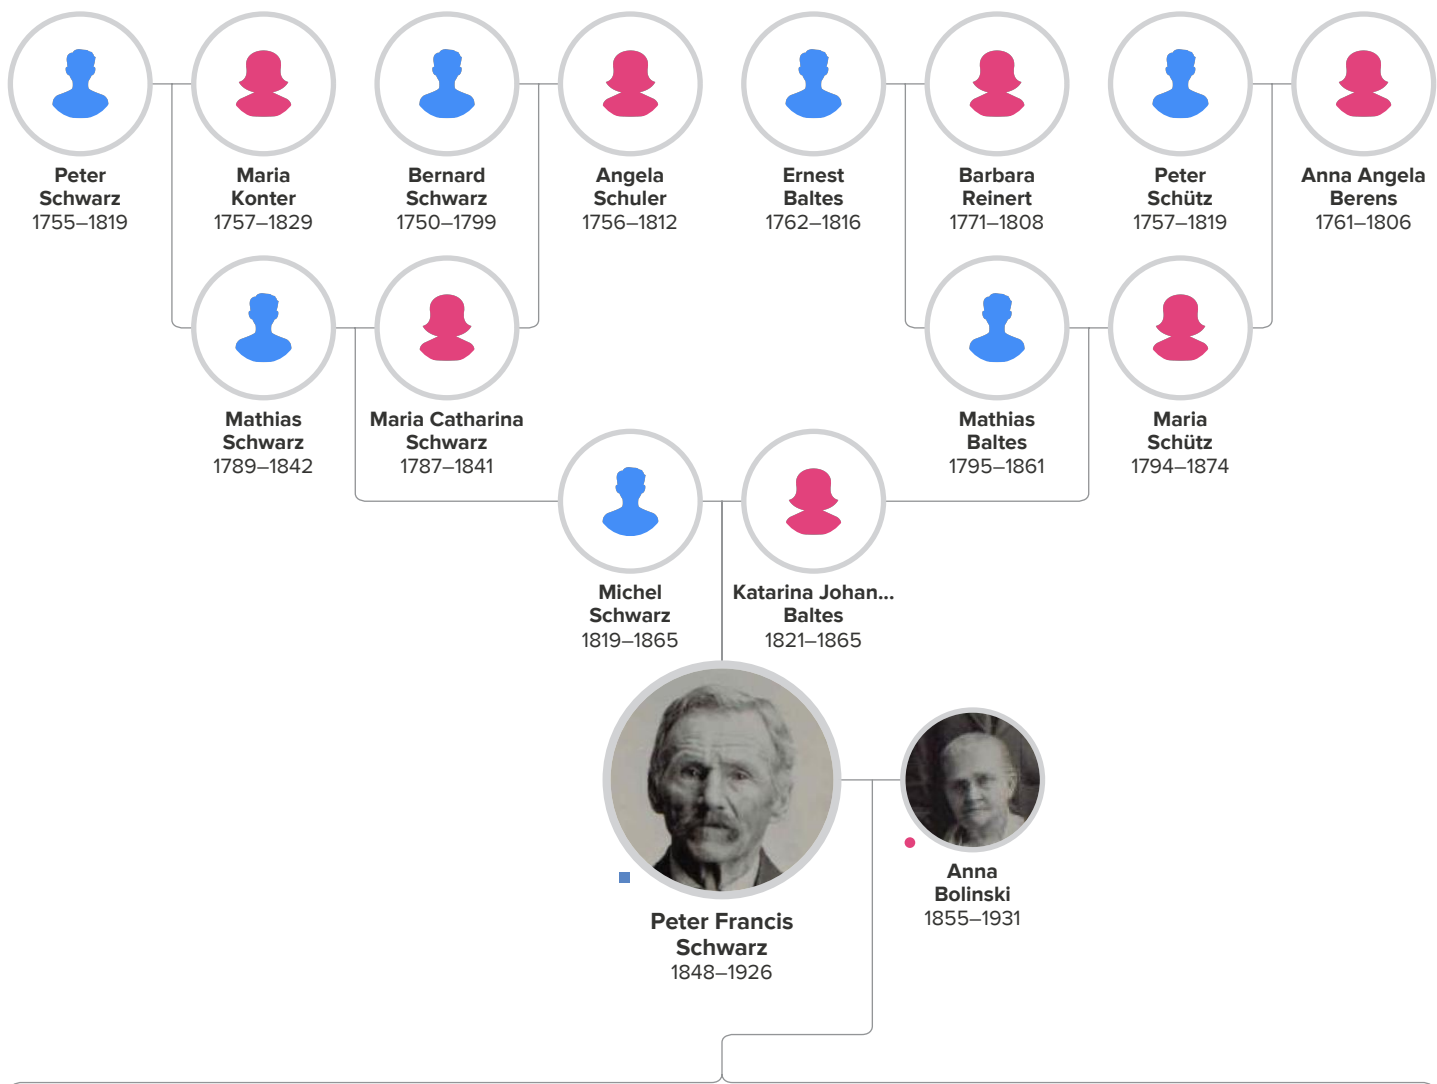 Peter
Schwarz
1755–1819
Maria
Konter
1757–1829
Bernard
Schwarz
1750–1799
Angela
Schuler
1756–1812
Ernest
Baltes
1762–1816
Barbara
Reinert
1771–1808
Peter
Schütz
1757–1819
Anna Angela
Berens
1761–1806
Mathias
Schwarz
1789–1842
Maria Catharina
Schwarz
1787–1841
Mathias
Baltes
1795–1861
Maria
Schütz
1794–1874
Michel
Schwarz
1819–1865
Katarina Johan...
Baltes
1821–1865
Peter Francis
Schwarz
1848–1926
Anna
Bolinski
1855–1931